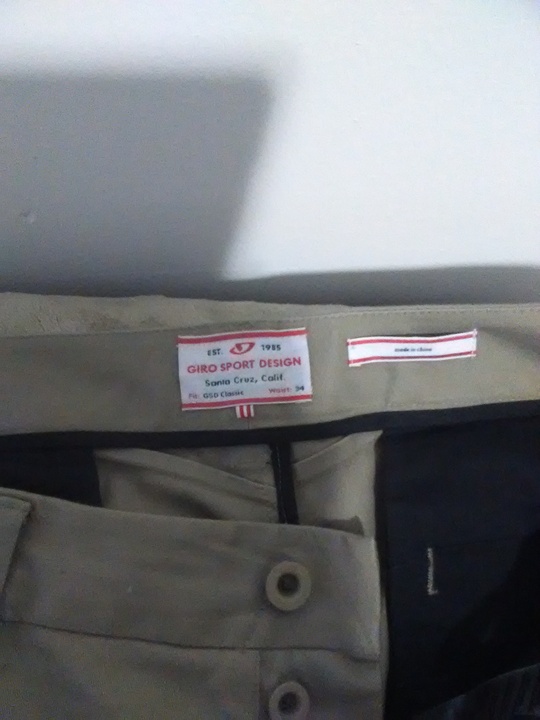 EST. 1985
GIRO SPORT DESIGN
Santa Cruz, Calif.
Fit: GSD Classic Waist: 34
made in china